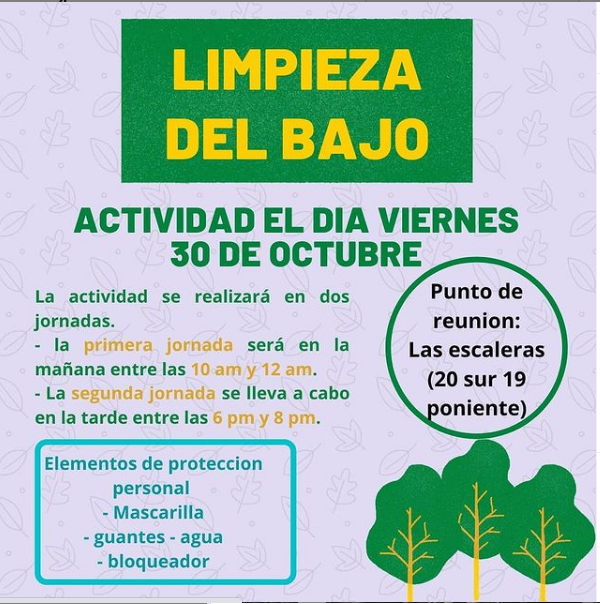 LIMPIEZA
DEL BAJO
ACTIVIDAD EL DIA VIERNES
30 DE OCTUBRE
La actividad se realizará en dos
jornadas.
- la primera jornada será en la
mañana entre las 10 am y 12 am.
- La segunda jornada se lleva a cabo
en la tarde entre las 6 pm y 8 pm.
Punto de
reunion:
Las escaleras
(20 sur 19
poniente)
Elementos de proteccion
personal
- Mascarilla
- guantes - agua
- bloqueador